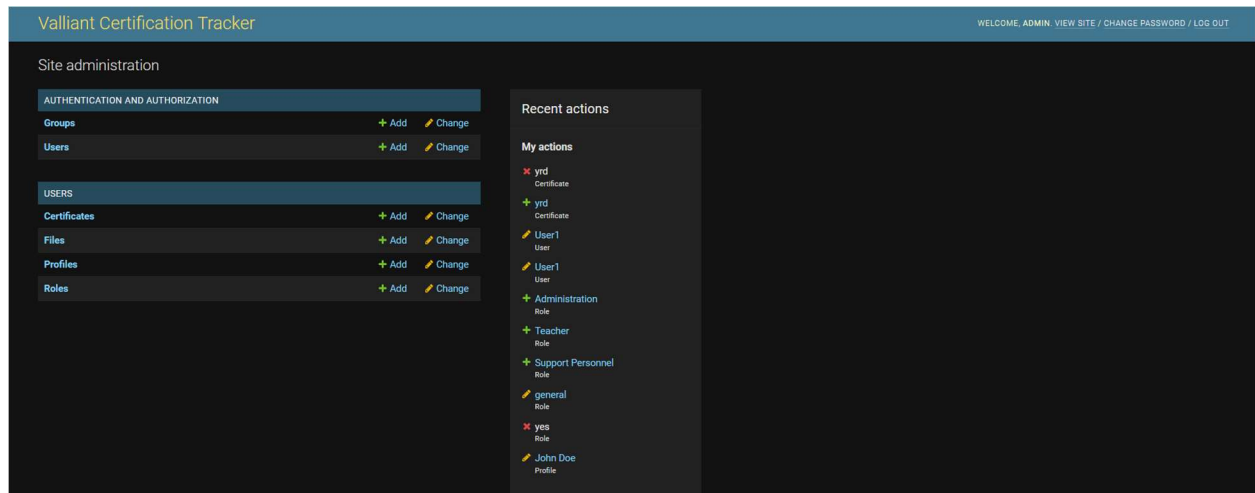 Valliant Certification Tracker
WELCOME, ADMIN. VIEW SITE / CHANGE PASSWORD / LOG OUT
Site administration
AUTHENTICATION AND AUTHORIZATION
Groups + Add Change
Users + Add Change
USERS
Certificates + Add Change
Files + Add Change
Profiles + Add Change
Roles + Add Change
Recent actions
My actions
yrd
Certificate
yrd
Certificate
User1
User
User1
User
Administration
Role
Teacher
Role
Support Personnel
Role
general
Role
yes
Role
John Doe
Profile